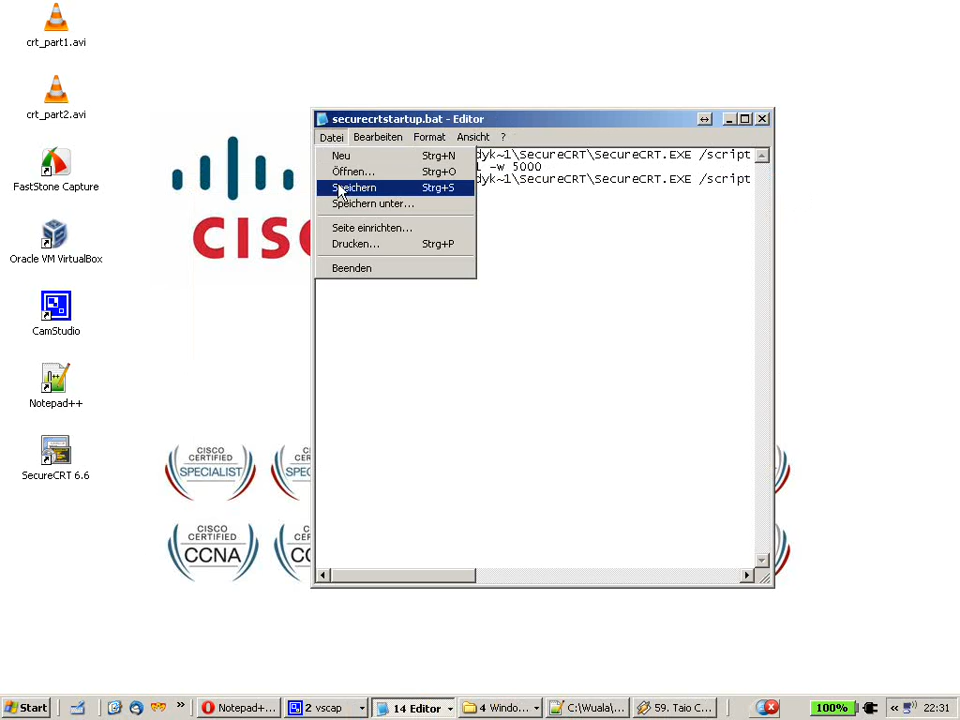 crt_part1.avi
crt_part2.avi
FastStone Capture
Oracle VM VirtualBox
CamStudio
Notepad++
SecureCRT 6.6
CISCO
CISCO
CERTIFIED
SPECIALIST
CISCO
CERTIFIED
CCNA
securecrtstartup.bat - Editor
Datei Bearbeiten Format Ansicht ?
Neu Strg+N
Öffnen... Strg+O
Speichern Strg+S
Speichern unter...
Seite einrichten...
Drucken... Strg+P
Beenden
dyk~1\SecureCRT\SecureCRT.EXE /script
-w 5000
dyk~1\SecureCRT\SecureCRT.EXE /script
Start
»
Notepad+...
2 vscap
14 Editor
4 Windo...
C:\Wuala\...
59. Taio C...
100%
«
22:31